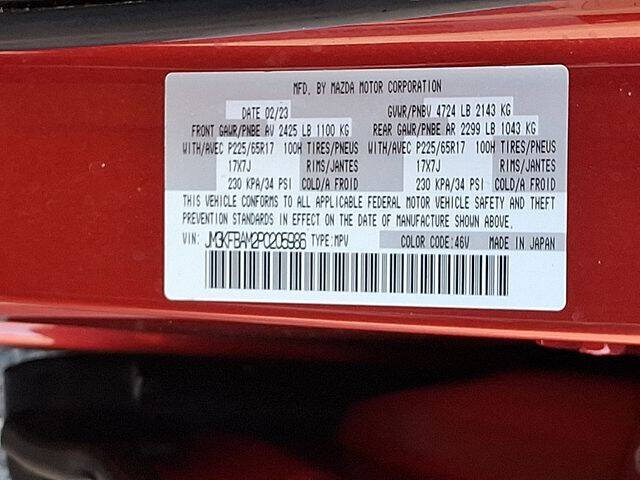 MFD. BY MAZDA MOTOR CORPORATION
DATE 02/23 GVWR/PNBV 4724 LB 2143 KG
FRONT GAWR/PNBE AV 2425 LB 1100 KG REAR GAWR/PNBE AR 2299 LB 1043 KG
WITH/AVEC P225/65R17 100H TIRES/PNEUS WITH/AVEC P225/65R17 100H TIRES/PNEUS
17X7J RIMS/JANTES 17X7J RIMS/JANTES
230 KPA/34 PSI COLD/A FROID 230 KPA/34 PSI COLD/A FROID
THIS VEHICLE CONFORMS TO ALL APPLICABLE FEDERAL MOTOR VEHICLE SAFETY AND THEFT
PREVENTION STANDARDS IN EFFECT ON THE DATE OF MANUFACTURE SHOWN ABOVE.
VIN: JM3KFBAM2P0205986 TYPE:MPV COLOR CODE:46V MADE IN JAPAN